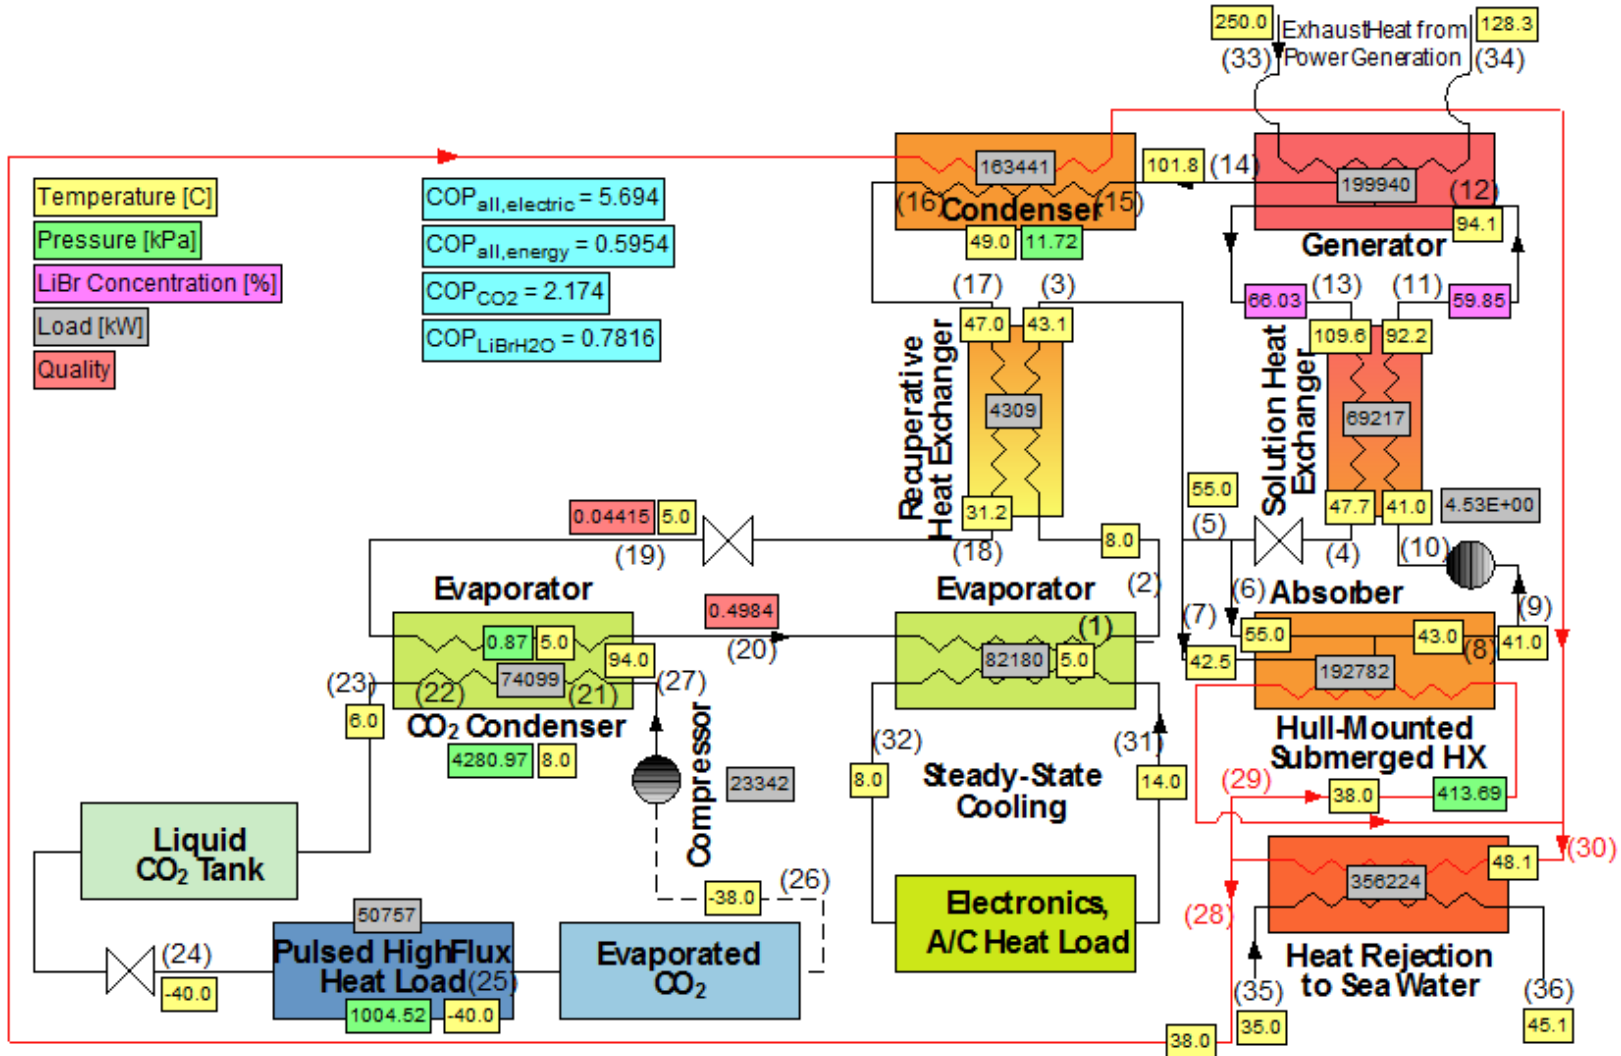 250.0
Exhaust Heat from
Power Generation
128.3
(33)
(34)
Temperature [C]
Pressure [kPa]
LiBr Concentration [%]
Load [kW]
Quality
COPall,electric = 5.694
COPall,energy = 0.5954
COPCO2 = 2.174
COPLiBrH2O = 0.7816
163441
(16)
Condenser
(15)
49.0
11.72
101.8
(14)
199940
(12)
94.1
Generator
(17)
(3)
47.0
43.1
Recuperative
Heat Exchanger
4309
31.2
(18)
66.03
(13)
(11)
59.85
109.6
92.2
Solution Heat
Exchanger
69217
47.7
41.0
4.53E+00
(4)
(10)
55.0
(5)
0.04415
5.0
(19)
8.0
(2)
Evaporator
0.87
5.0
94.0
74099
(22)
(21)
CO2 Condenser
4280.97
8.0
(23)
6.0
0.4984
(20)
(27)
Compressor
23342
Evaporator
(1)
82180
5.0
(32)
8.0
(31)
14.0
Steady-State
Cooling
Electronics,
A/C Heat Load
(6)
(7)
Absorber
(9)
55.0
43.0
(8)
41.0
42.5
192782
Hull-Mounted
Submerged HX
(29)
38.0
413.69
(30)
48.1
356224
(28)
Heat Rejection
to Sea Water
(35)
35.0
(36)
45.1
38.0
Liquid
CO2 Tank
(24)
-40.0
50757
Pulsed HighFlux
Heat Load
(25)
1004.52
-40.0
Evaporated
CO2
-38.0
(26)